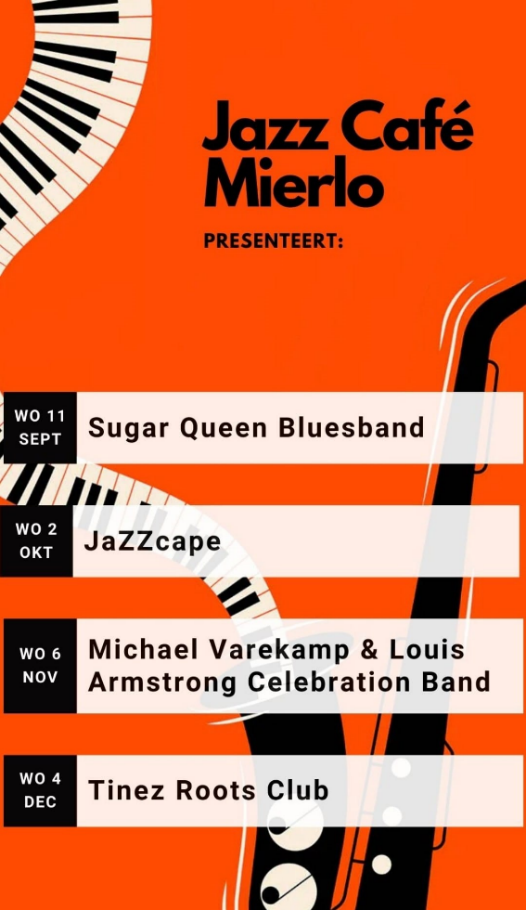 Jazz Café
Mierlo
PRESENTEERT:
WO 11
SEPT
Sugar Queen Bluesband
WO 2
OKT
JaZZcape
WO 6
NOV
Michael Varekamp & Louis
Armstrong Celebration Band
WO 4
DEC
Tinez Roots Club